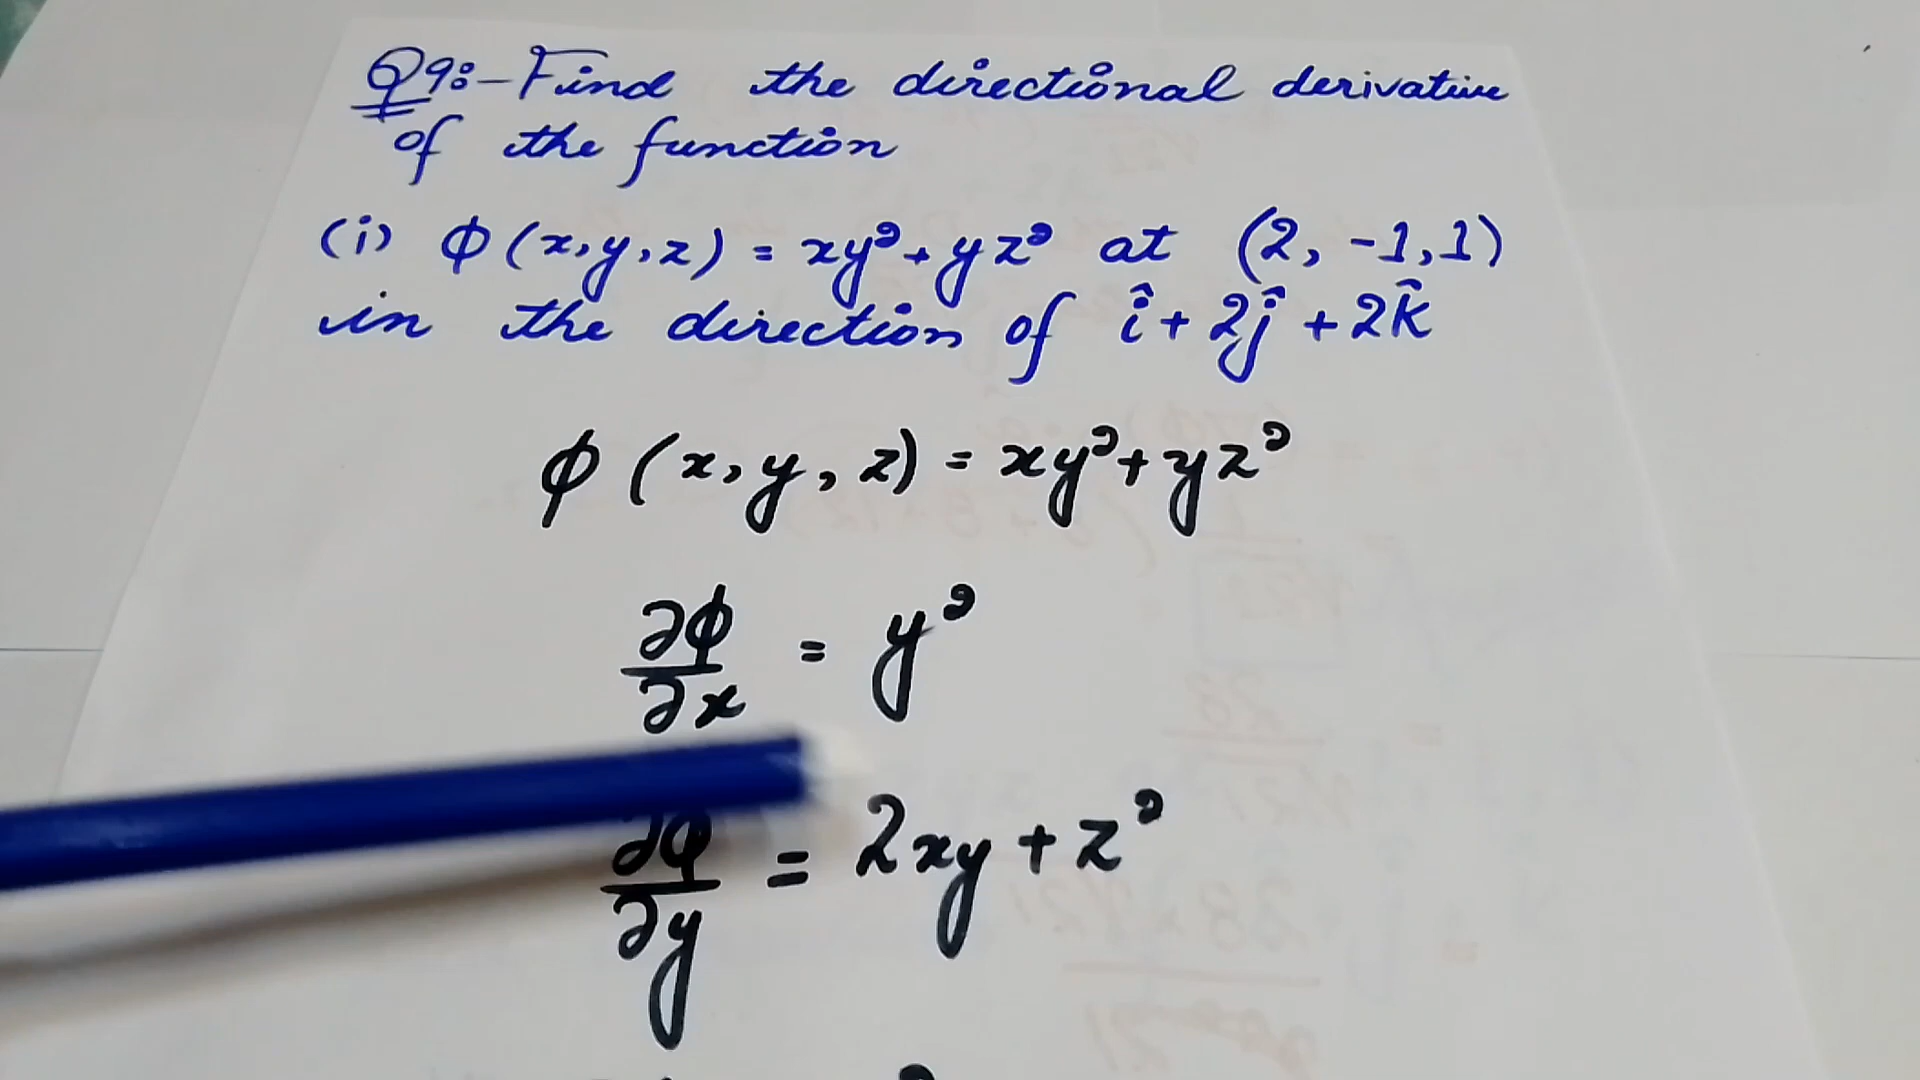 Q9:- Find the directional derivative
of the function
(i) ϕ(x,y,z) = xy²+yz² at (2, -1,1)
in the direction of î + 2ĵ + 2k̂
ϕ(x,y,z) = xy²+yz²
∂ϕ/∂x = y²
∂ϕ/∂y = 2xy+z²